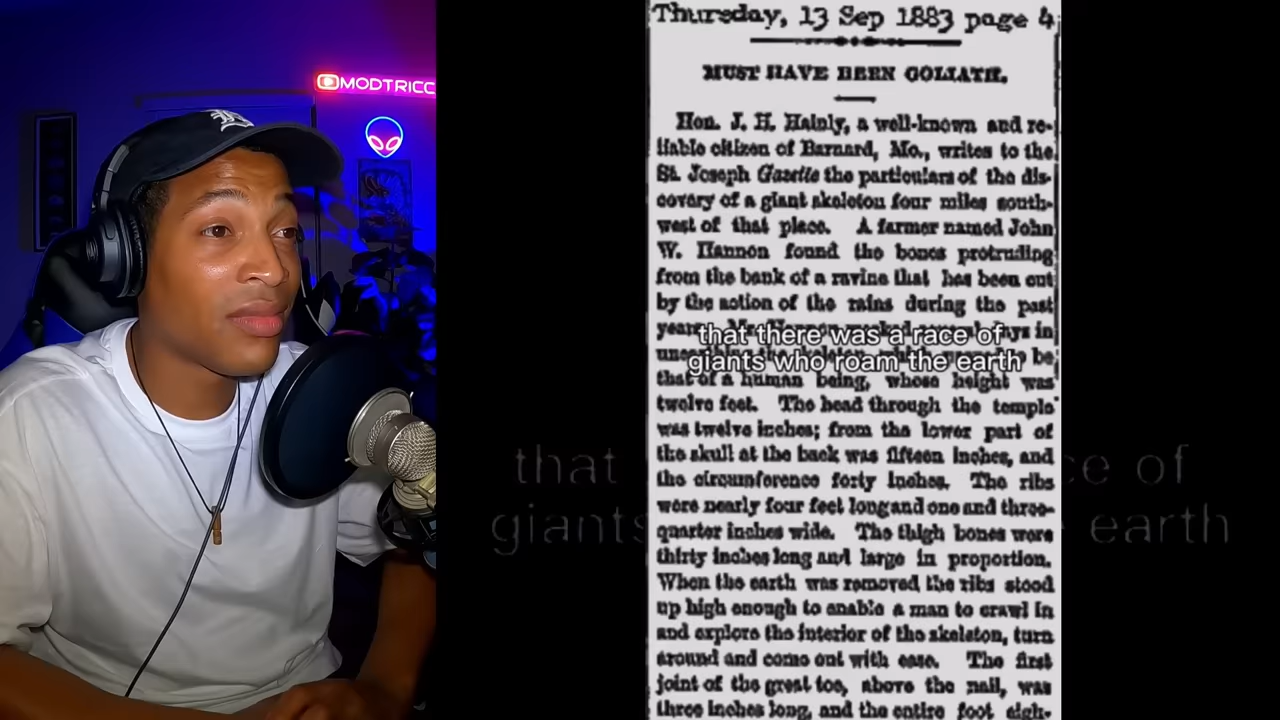 MODTRICC
Thursday, 13 Sep 1883 page 4
MUST HAVE BEEN GOLIATH.
Hon. J. H. Hainly, a well-known and re-
liable citizen of Barnard, Mo., writes to the
St. Joseph Gazette the particulars of the dis-
covery of a giant skeleton four miles south-
west of that place. A farmer named John
W. Hannon found the bones protruding
from the bank of a ravine that has been cut
by the action of the rains during the past
years.
that there was a race of
giants who roam the earth
that of a human being, whose height was
twelve feet. The head through the temple
was twelve inches; from the lower part of
the skull at the back was fifteen inches, and
the circumference forty inches. The ribs
were nearly four feet long and one and three-
quarter inches wide. The thigh bones were
thirty inches long and large in proportion.
When the earth was removed the ribs stood
up high enough to enable a man to crawl in
and explore the interior of the skeleton, turn
around and come out with ease. The first
joint of the great toe, above the nail, was
three inches long, and the entire foot eigh-
that ce of
giants earth